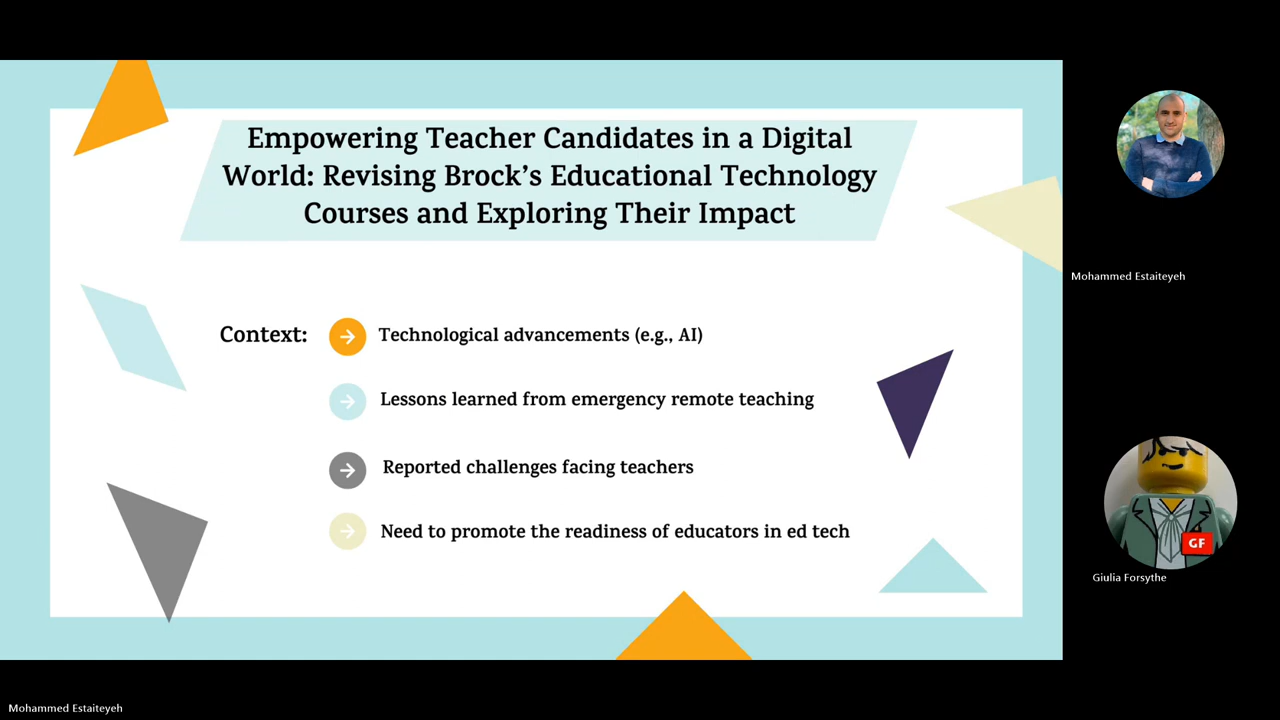 Empowering Teacher Candidates in a Digital
World: Revising Brock’s Educational Technology
Courses and Exploring Their Impact
Context:
Technological advancements (e.g., AI)
Lessons learned from emergency remote teaching
Reported challenges facing teachers
Need to promote the readiness of educators in ed tech
Mohammed Estaiteyeh
GF
Giulia Forsythe
Mohammed Estaiteyeh